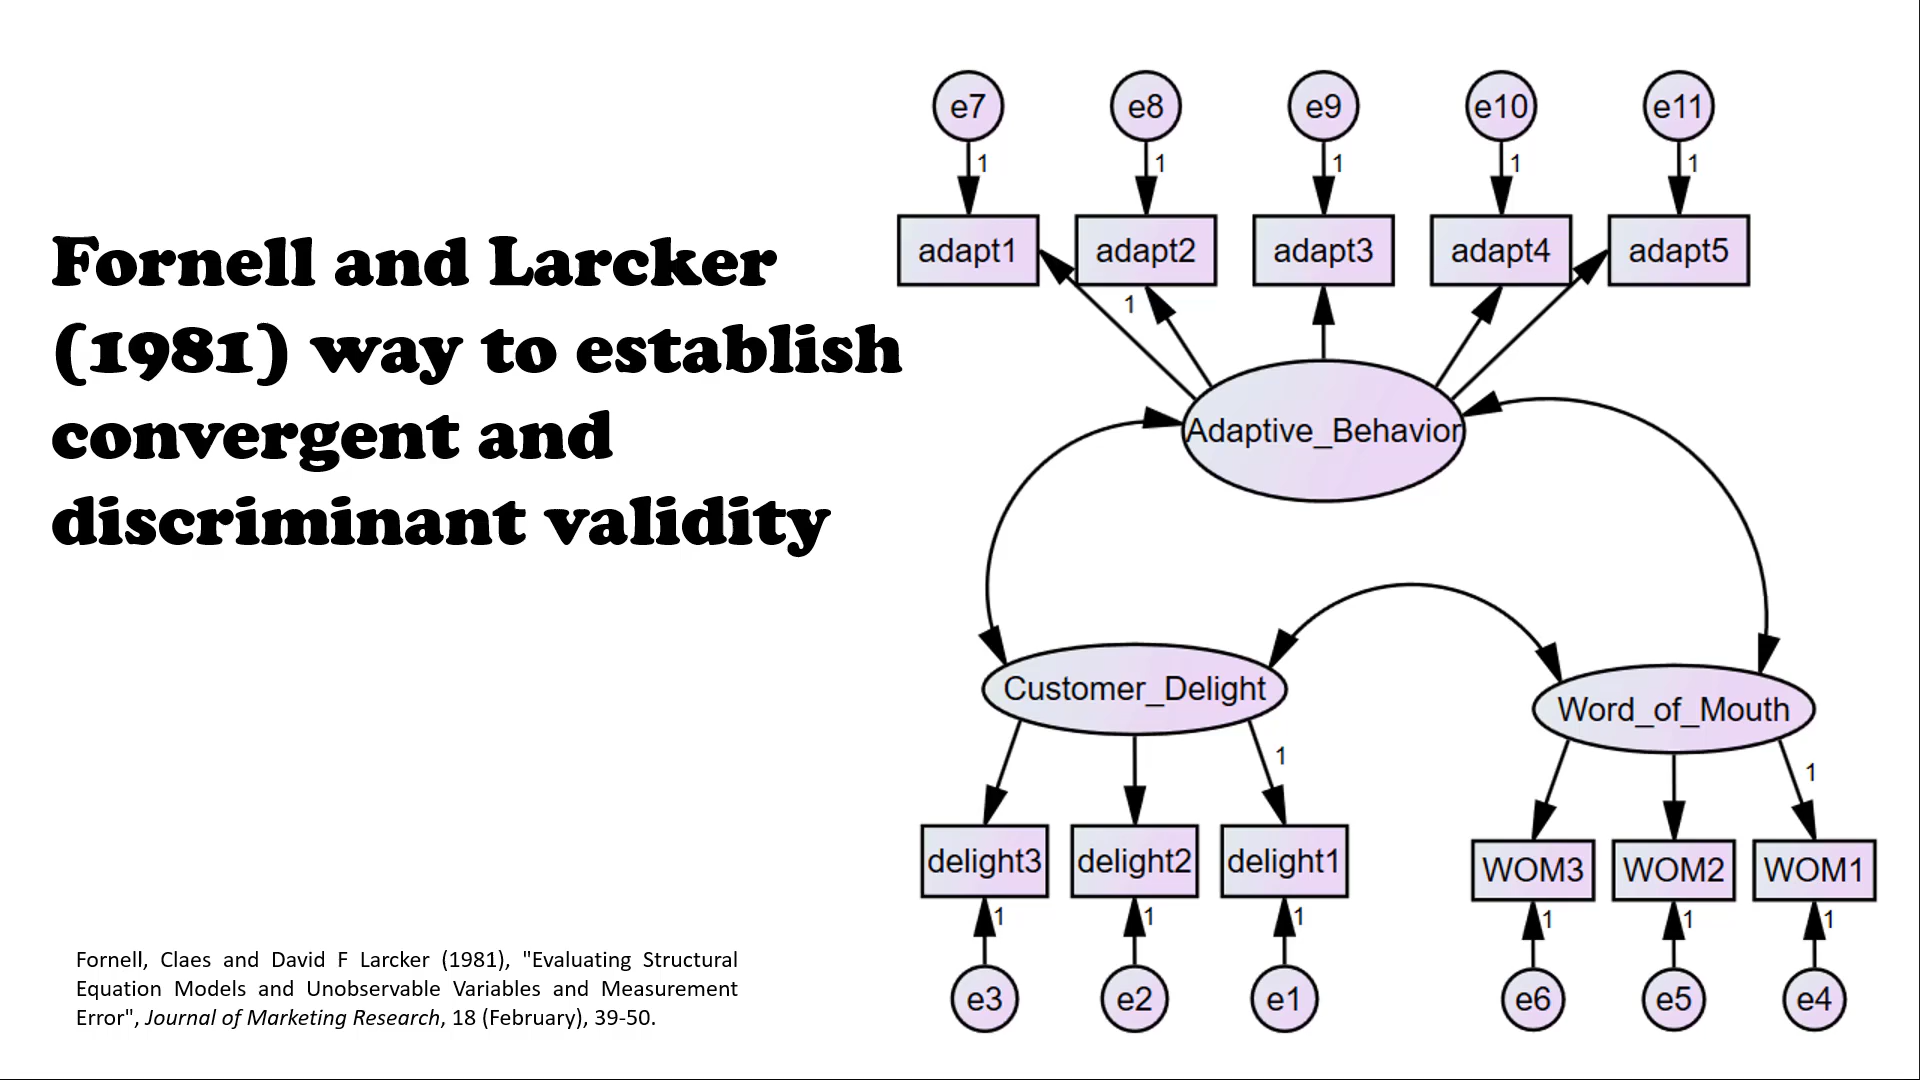 Fornell and Larcker
(1981) way to establish
convergent and
discriminant validity
Fornell, Claes and David F Larcker (1981), "Evaluating Structural
Equation Models and Unobservable Variables and Measurement
Error", Journal of Marketing Research, 18 (February), 39-50.
e7 e8 e9 e10 e11
1 1 1 1 1
adapt1 adapt2 adapt3 adapt4 adapt5
1
Adaptive_Behavior
Customer_Delight
Word_of_Mouth
1
1
delight3 delight2 delight1
WOM3 WOM2 WOM1
1 1 1
1 1 1
e3 e2 e1
e6 e5 e4